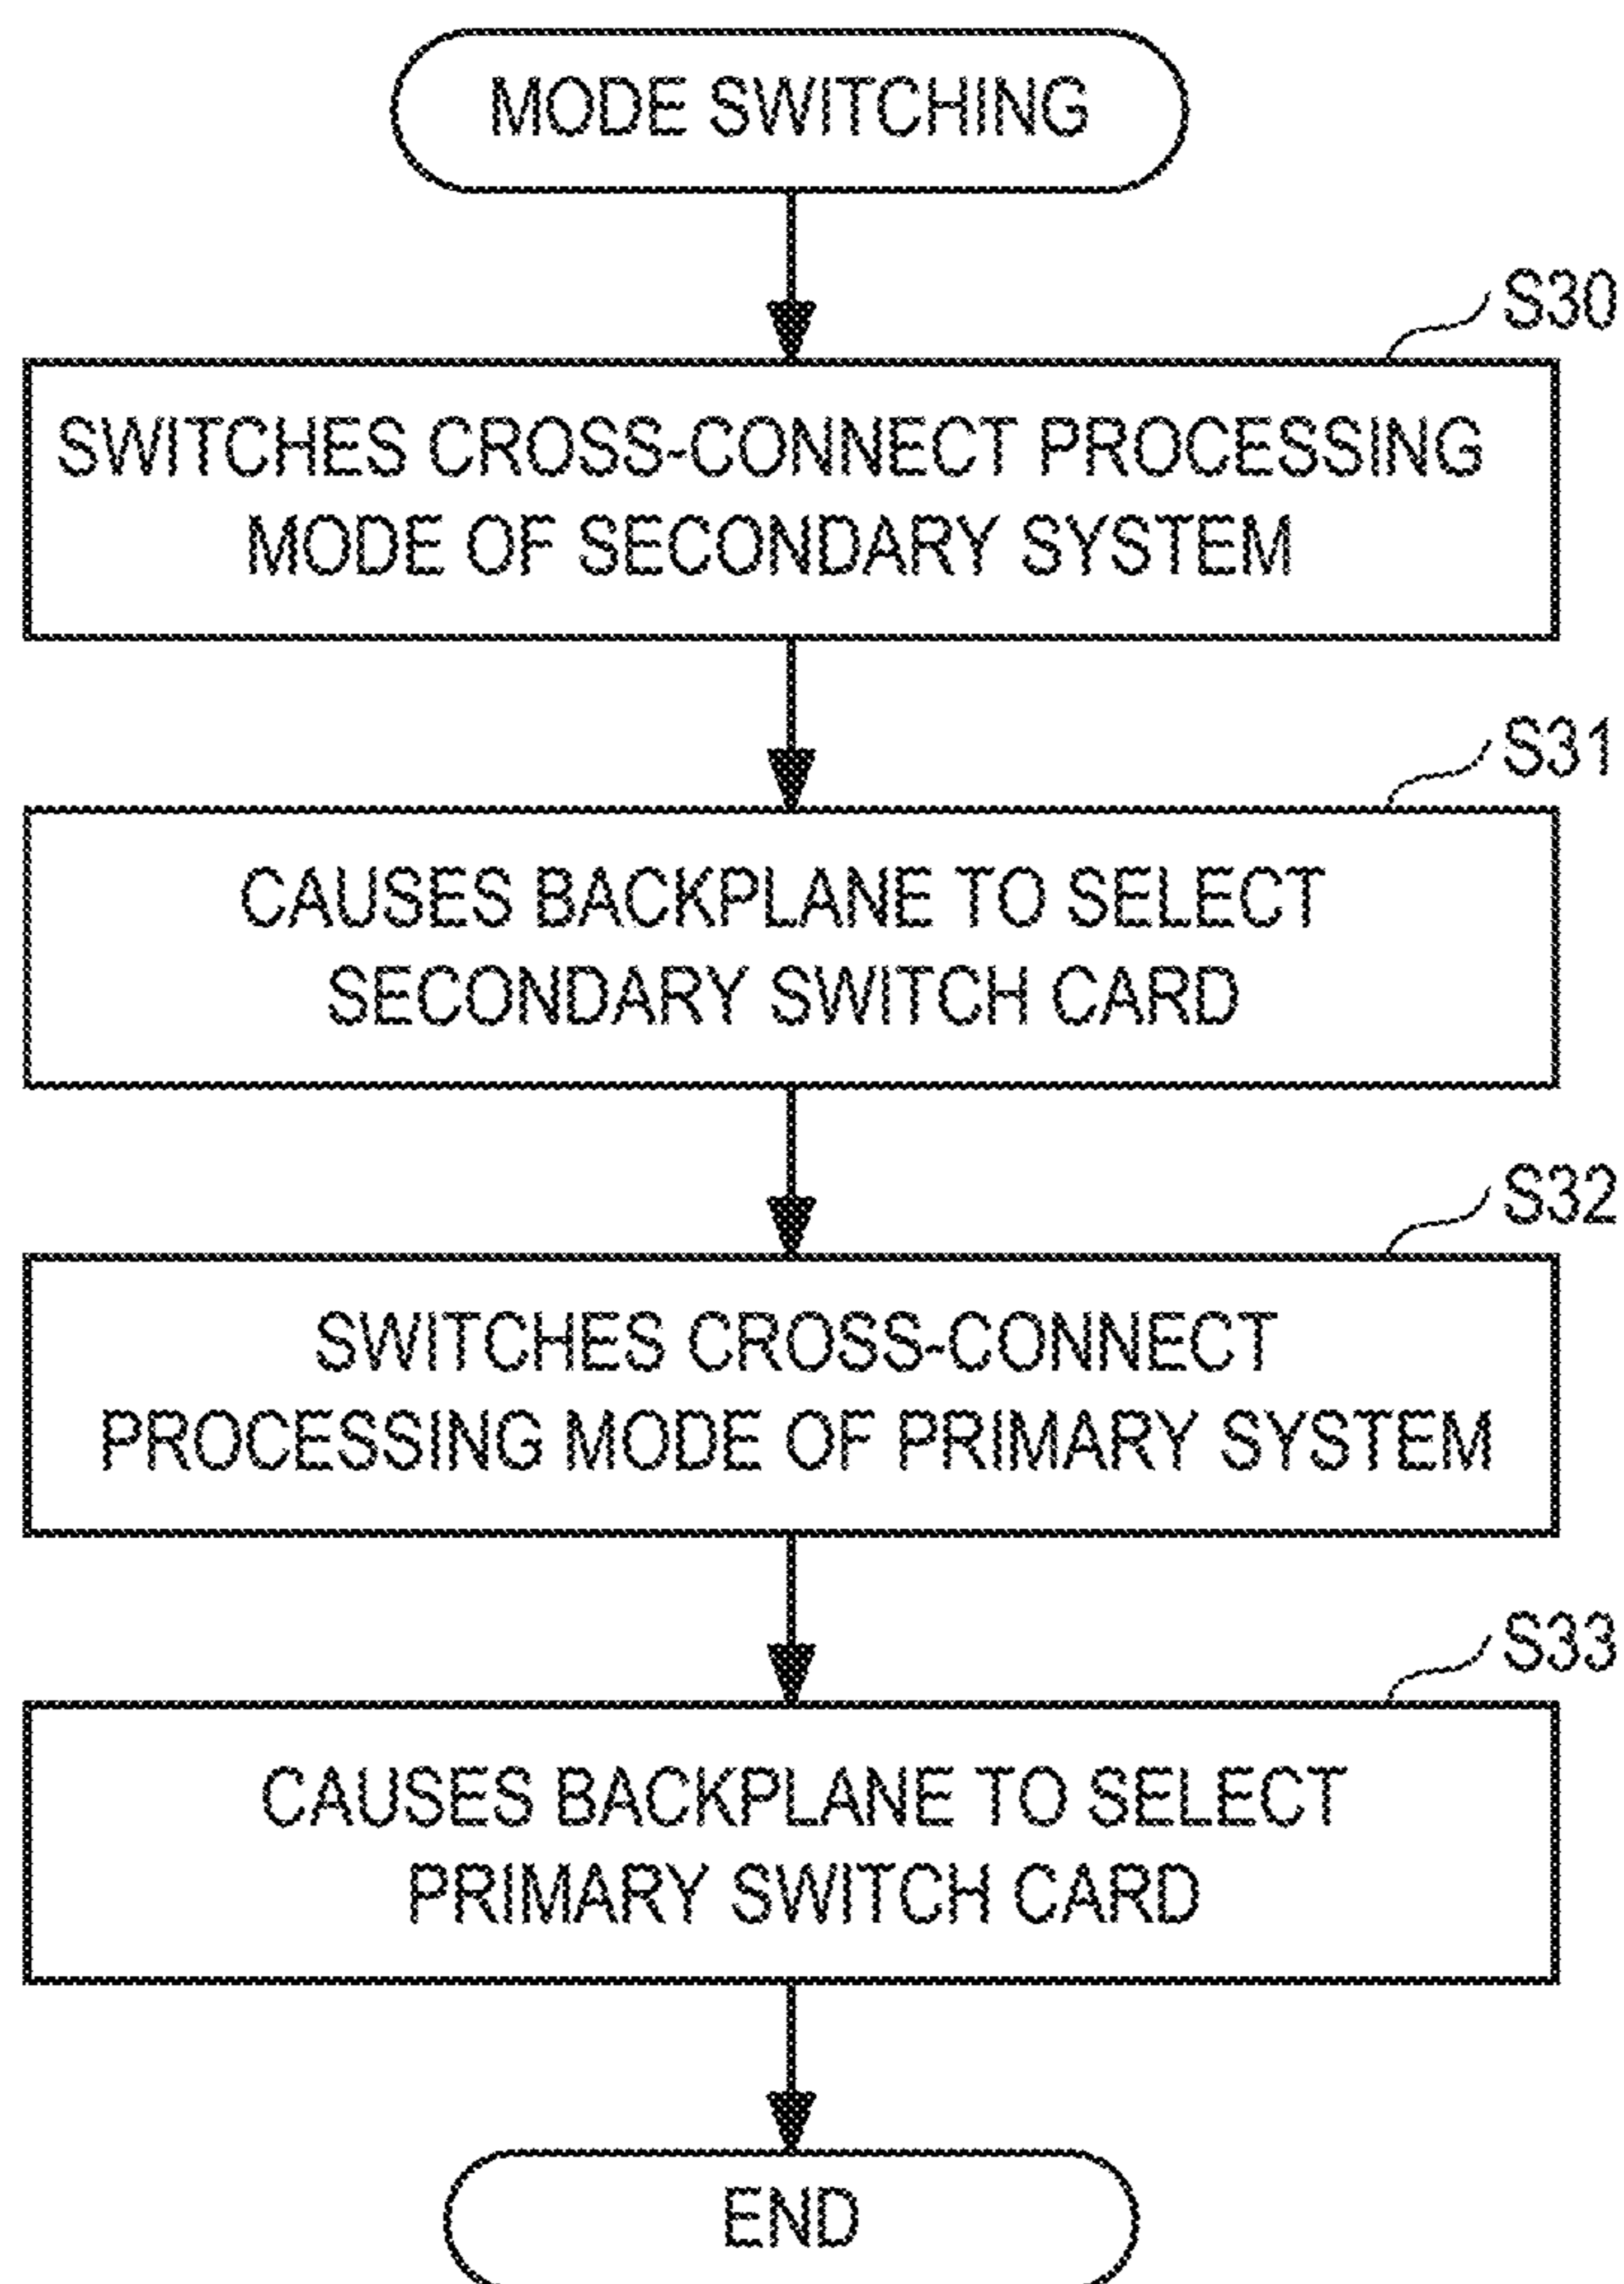 MODE SWITCHING
S30
SWITCHES CROSS-CONNECT PROCESSING
MODE OF SECONDARY SYSTEM
S31
CAUSES BACKPLANE TO SELECT
SECONDARY SWITCH CARD
S32
SWITCHES CROSS-CONNECT
PROCESSING MODE OF PRIMARY SYSTEM
S33
CAUSES BACKPLANE TO SELECT
PRIMARY SWITCH CARD
END